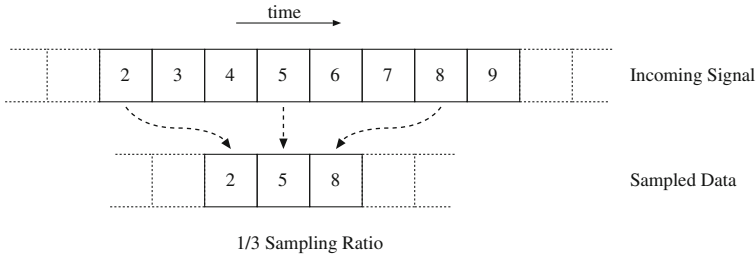 time
2 3 4 5 6 7 8 9 Incoming Signal
2 5 8 Sampled Data
1/3 Sampling Ratio